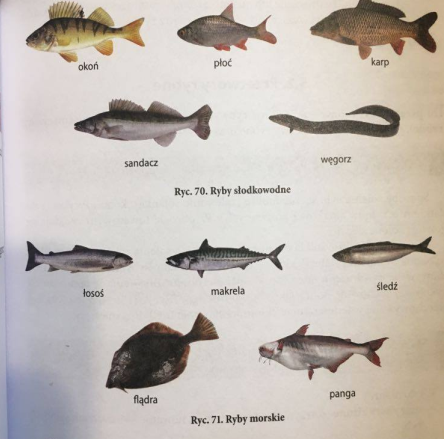 okoń płoć karp
sandacz węgorz
Ryc. 70. Ryby słodkowodne
łosoś makrela śledź
flądra panga
Ryc. 71. Ryby morskie